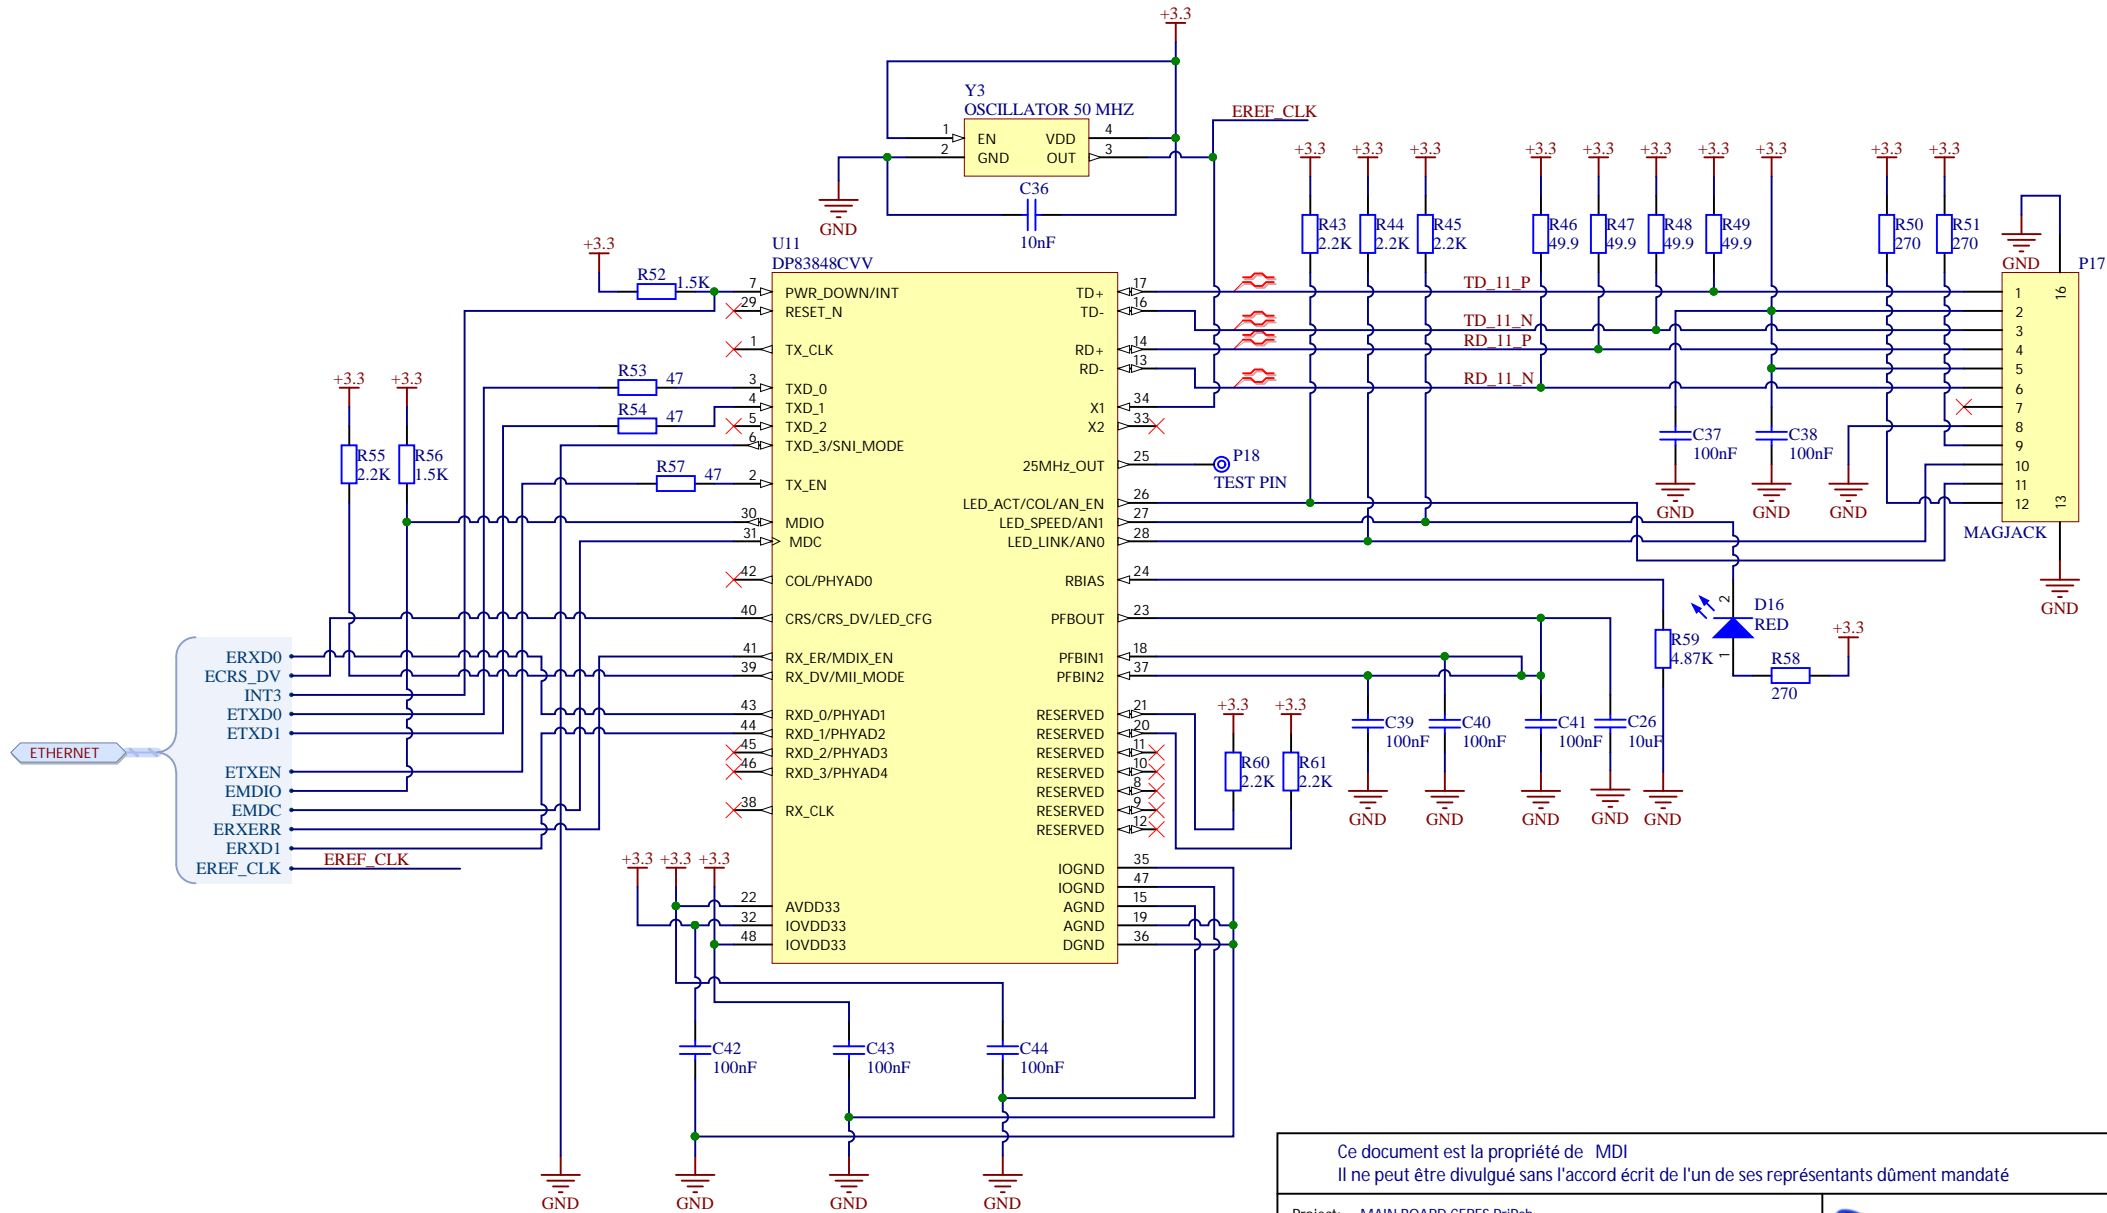 +3.3
Y3
OSCILLATOR 50 MHZ
1 EN VDD 4
2 GND OUT 3
C36
10nF
GND
EREF_CLK
+3.3 +3.3 +3.3 +3.3 +3.3 +3.3 +3.3 +3.3 +3.3 +3.3
R43 2.2K
R44 2.2K
R45 2.2K
R46 49.9
R47 49.9
R48 49.9
R49 49.9
R50 270
R51 270
GND
P17
U11
DP83848CVV
+3.3
R52 1.5K
7 PWR_DOWN/INT
29 RESET_N
1 TX_CLK
R53 47
3 TXD_0
4 TXD_1
R54 47
5 TXD_2
6 TXD_3/SNI_MODE
+3.3 +3.3
R55 2.2K
R56 1.5K
R57 47
2 TX_EN
30 MDIO
31 MDC
42 COL/PHYAD0
40 CRS/CRS_DV/LED_CFG
41 RX_ER/MDIX_EN
39 RX_DV/MII_MODE
43 RXD_0/PHYAD1
44 RXD_1/PHYAD2
45 RXD_2/PHYAD3
46 RXD_3/PHYAD4
38 RX_CLK
+3.3 +3.3 +3.3
22 AVDD33
32 IOVDD33
48 IOVDD33
TD+ 17
TD- 16
RD+ 14
RD- 13
X1 34
X2 33
25MHz_OUT 25
LED_ACT/COL/AN_EN 26
LED_SPEED/AN1 27
LED_LINK/AN0 28
RBIAS 24
PFBOUT 23
PFBIN1 18
PFBIN2 37
RESERVED 21
RESERVED 20
RESERVED 11
RESERVED 10
RESERVED 8
RESERVED 9
RESERVED 12
IOGND 35
IOGND 47
AGND 15
AGND 19
DGND 36
TD_11_P
TD_11_N
RD_11_P
RD_11_N
P18
TEST PIN
C37
100nF
C38
100nF
GND GND GND
1
2
3
4
5
6
7
8
9
10
11
12
16
13
MAGJACK
GND
2
D16
RED
1
+3.3
R58
270
R59
4.87K
+3.3 +3.3
R60 2.2K
R61 2.2K
C39 100nF
C40 100nF
C41 100nF
C26 10uF
GND GND GND GND GND
ETHERNET
ERXD0
ECRS_DV
INT3
ETXD0
ETXD1
ETXEN
EMDIO
EMDC
ERXERR
ERXD1
EREF_CLK
EREF_CLK
C42 100nF
C43 100nF
C44 100nF
GND GND GND GND
Ce document est la propriété de MDI
Il ne peut être divulgué sans l'accord écrit de l'un de ses représentants dûment mandaté
Project: MAIN BOARD CERES